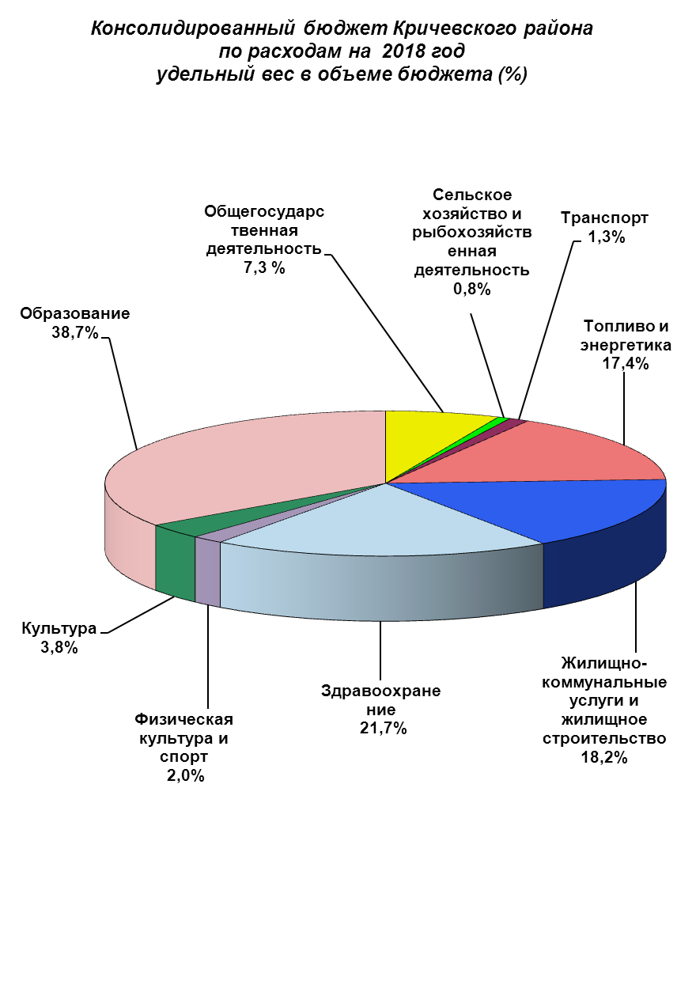 Консолидированный бюджет Кричевского района
по расходам на 2018 год
удельный вес в объеме бюджета (%)
Общегосударс
твенная
деятельность
7,3 %
Сельское
хозяйство и
рыбохозяйств
енная
деятельность
0,8%
Транспорт
1,3%
Топливо и
энергетика
17,4%
Образование
38,7%
Культура
3,8%
Физическая
культура и
спорт
2,0%
Здравоохране
ние
21,7%
Жилищно-
коммунальные
услуги и
жилищное
строительство
18,2%